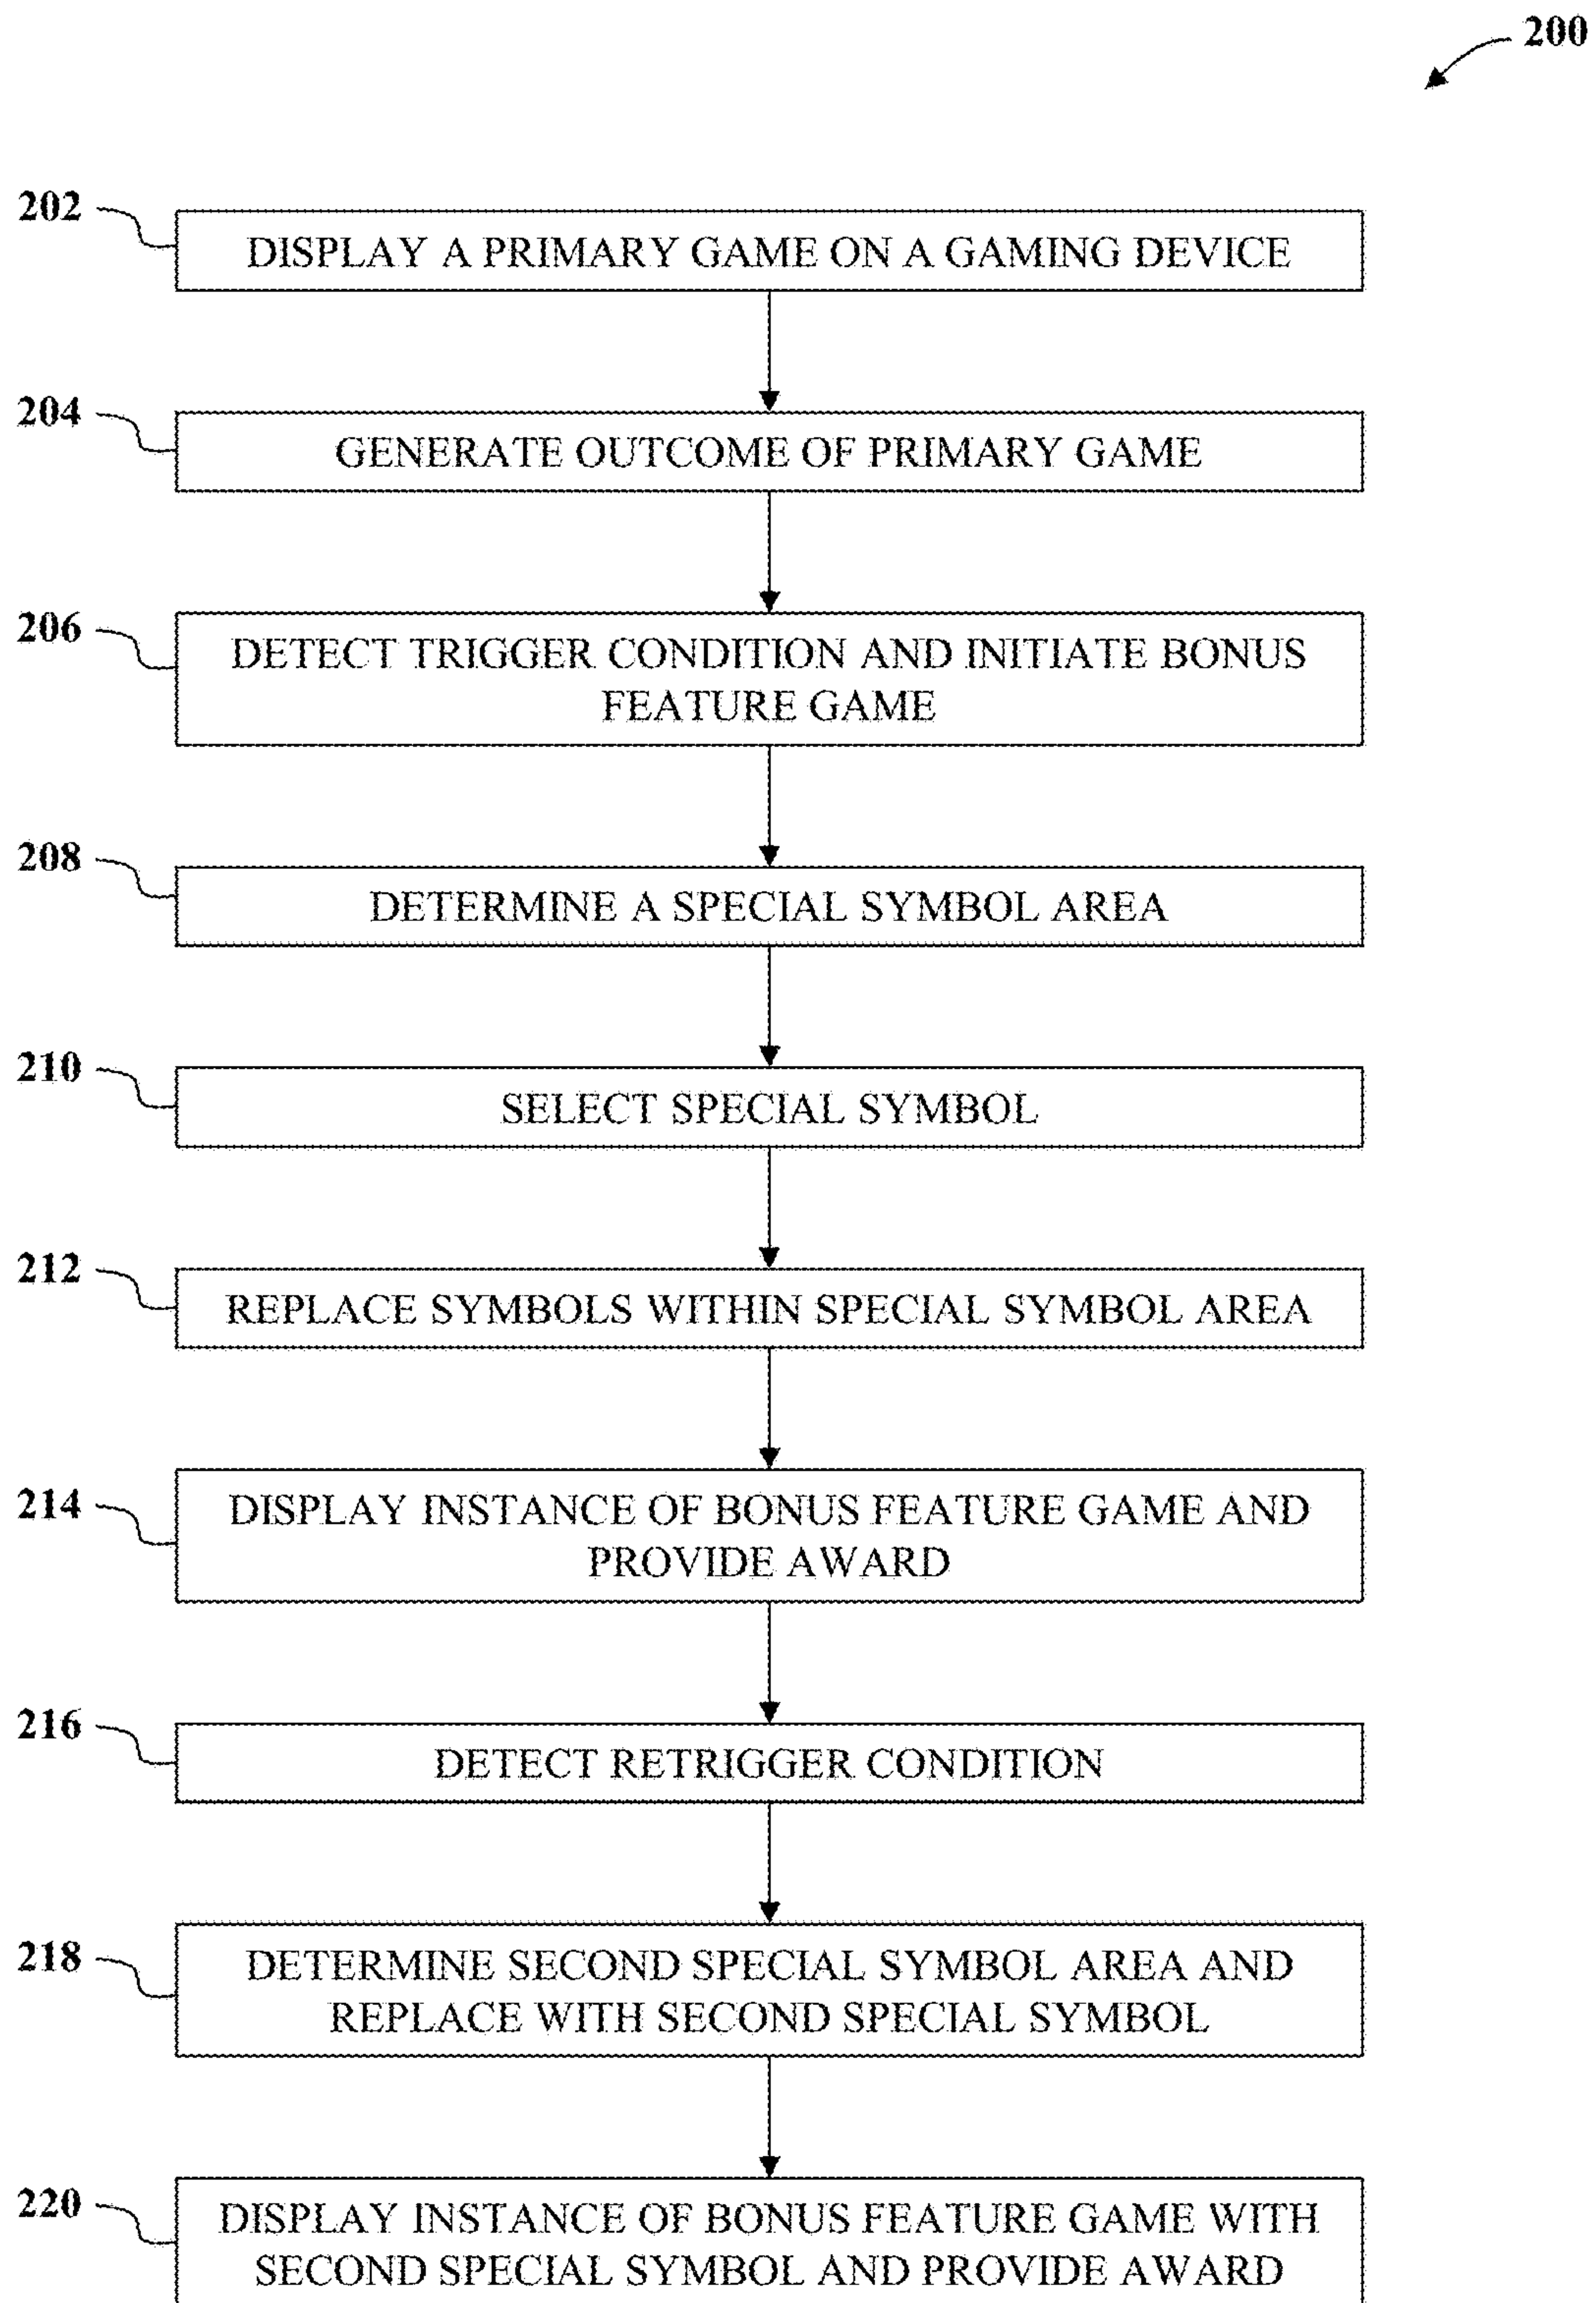 200
202
DISPLAY A PRIMARY GAME ON A GAMING DEVICE
204
GENERATE OUTCOME OF PRIMARY GAME
206
DETECT TRIGGER CONDITION AND INITIATE BONUS
FEATURE GAME
208
DETERMINE A SPECIAL SYMBOL AREA
210
SELECT SPECIAL SYMBOL
212
REPLACE SYMBOLS WITHIN SPECIAL SYMBOL AREA
214
DISPLAY INSTANCE OF BONUS FEATURE GAME AND
PROVIDE AWARD
216
DETECT RETRIGGER CONDITION
218
DETERMINE SECOND SPECIAL SYMBOL AREA AND
REPLACE WITH SECOND SPECIAL SYMBOL
220
DISPLAY INSTANCE OF BONUS FEATURE GAME WITH
SECOND SPECIAL SYMBOL AND PROVIDE AWARD